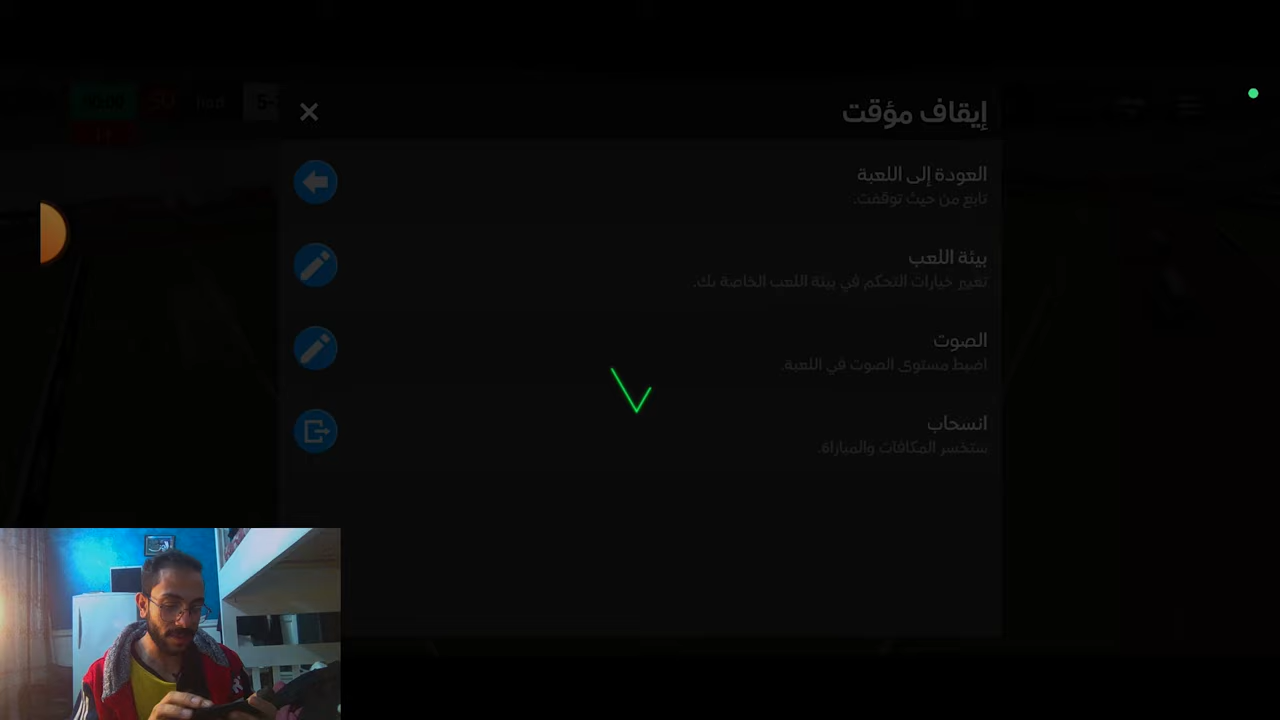 إيقاف مؤقت
العودة إلى اللعبة
تابع من حيث توقفت.
بيئة اللعب
تغيير خيارات التحكم في بيئة اللعب الخاصة بك.
الصوت
اضبط مستوى الصوت في اللعبة.
انسحاب
ستخسر المكافآت والمباراة.